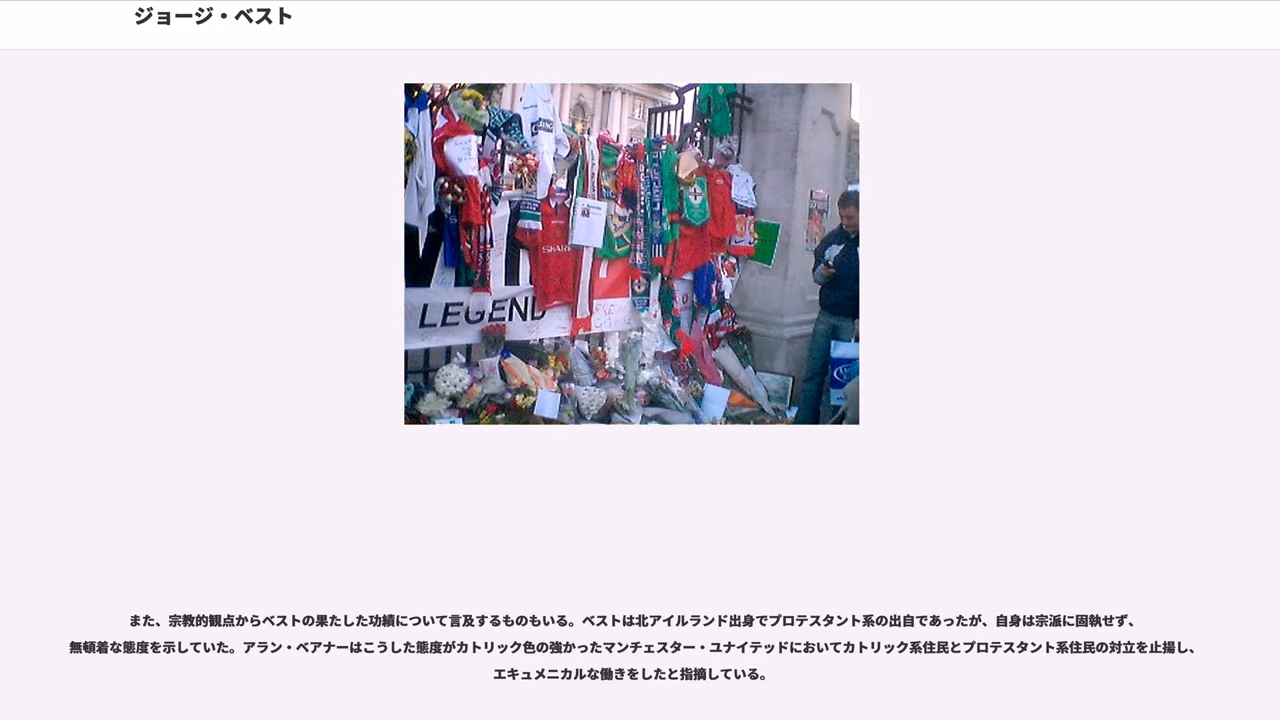 ジョージ・ベスト
SHARP
LEGEND
また、宗教的観点からベストの果たした功績について言及するものもいる。ベストは北アイルランド出身でプロテスタント系の出自であったが、自身は宗派に固執せず、
無頓着な態度を示していた。アラン・ベアナーはこうした態度がカトリック色の強かったマンチェスター・ユナイテッドにおいてカトリック系住民とプロテスタント系住民の対立を止揚し、
エキュメニカルな働きをしたと指摘している。